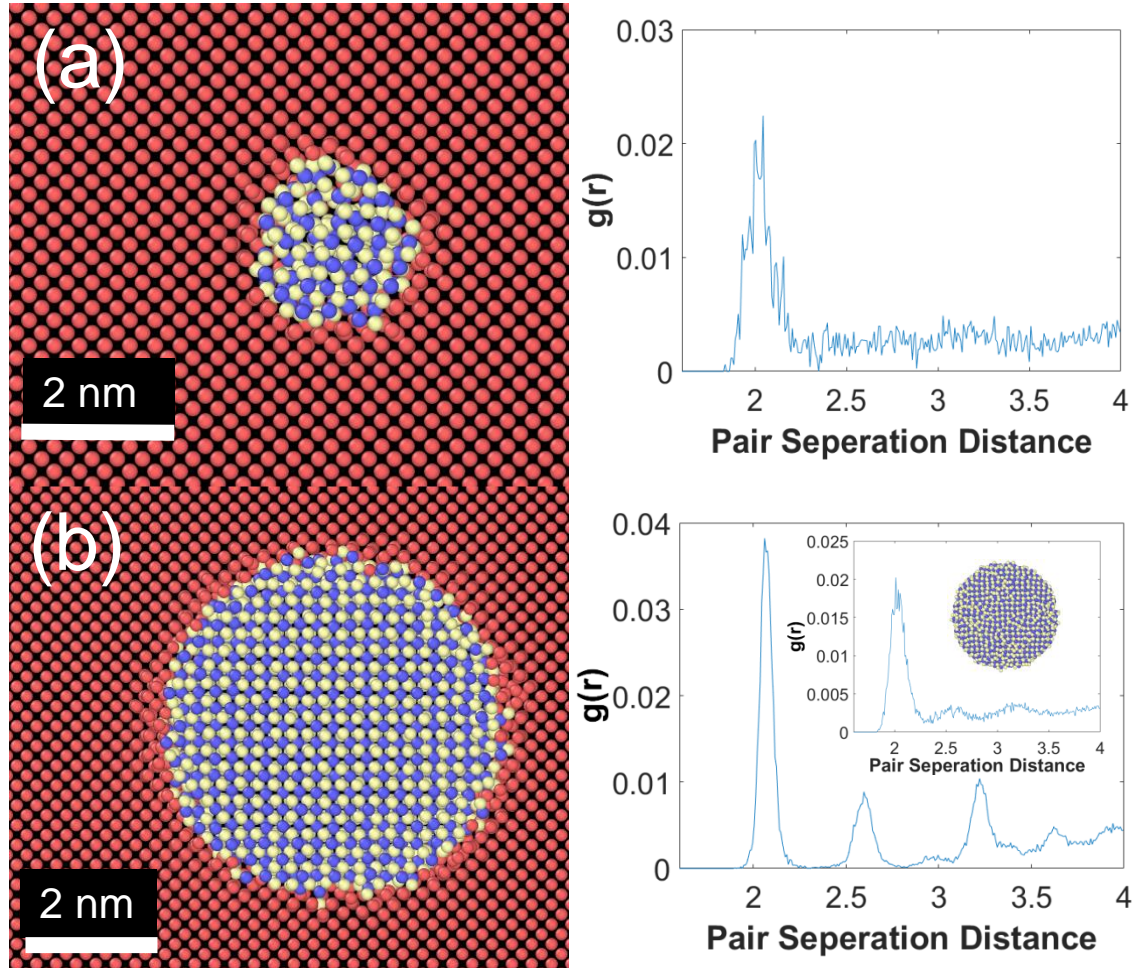 (a)
2 nm
0.03
0.02
0.01
0
g(r)
2 2.5 3 3.5 4
Pair Seperation Distance
(b)
2 nm
0.04
0.03
0.02
0.01
0
g(r)
2 2.5 3 3.5 4
Pair Seperation Distance
0.025
0.02
0.015
0.01
0.005
0
g(r)
2 2.5 3 3.5 4
Pair Seperation Distance